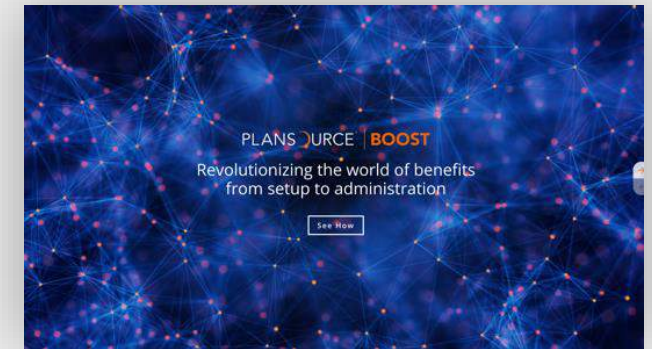 PLANSOURCE | BOOST
Revolutionizing the world of benefits
from setup to administration
See How